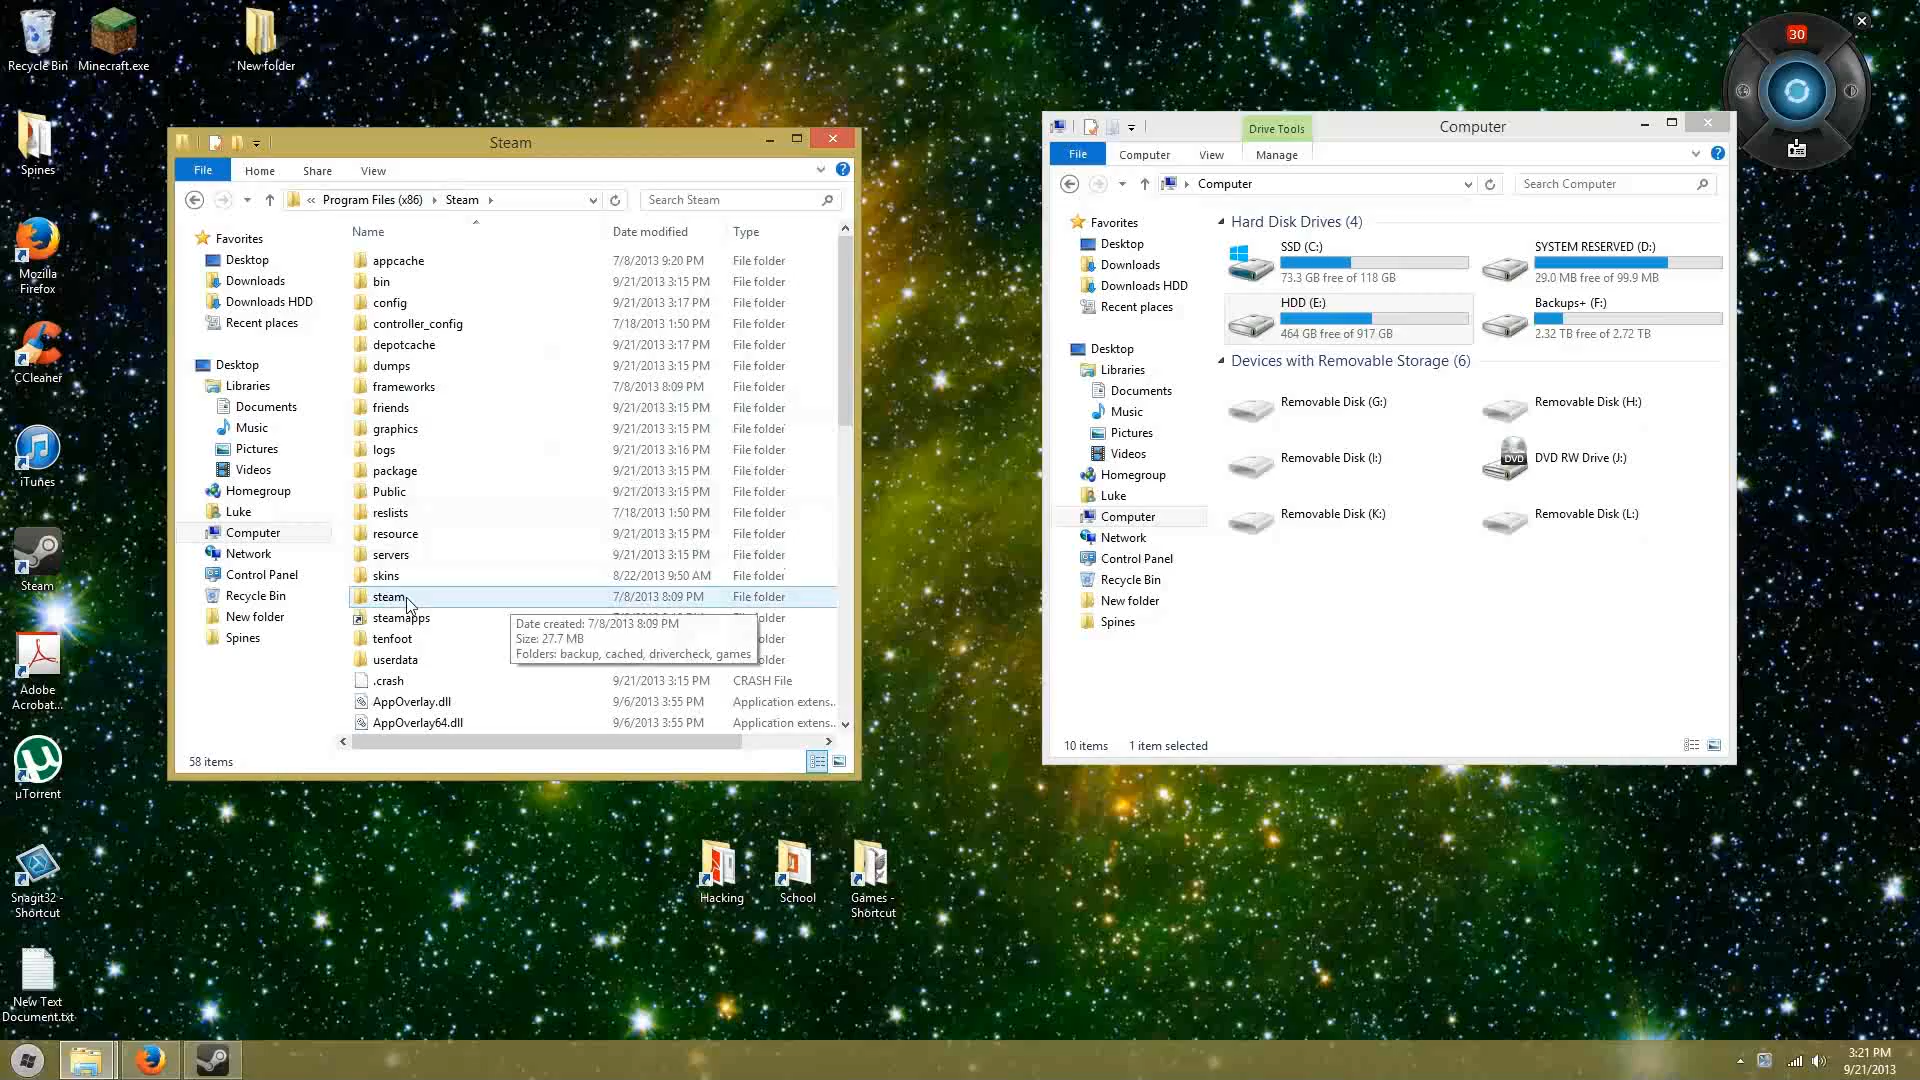 Recycle Bin
Minecraft.exe
New folder
Spines
Mozilla
Firefox
CCleaner
iTunes
Steam
Adobe
Acrobat...
µTorrent
Snagit32 -
Shortcut
New Text
Document.txt
Steam
File Home Share View
« Program Files (x86) Steam
Search Steam
Favorites
Desktop
Downloads
Downloads HDD
Recent places
Desktop
Libraries
Documents
Music
Pictures
Videos
Homegroup
Luke
Computer
Network
Control Panel
Recycle Bin
New folder
Spines
Name Date modified Type
appcache 7/8/2013 9:20 PM File folder
bin 9/21/2013 3:15 PM File folder
config 9/21/2013 3:17 PM File folder
controller_config 7/18/2013 1:50 PM File folder
depotcache 9/21/2013 3:17 PM File folder
dumps 9/21/2013 3:15 PM File folder
frameworks 7/8/2013 8:09 PM File folder
friends 9/21/2013 3:15 PM File folder
graphics 9/21/2013 3:15 PM File folder
logs 9/21/2013 3:16 PM File folder
package 9/21/2013 3:15 PM File folder
Public 9/21/2013 3:15 PM File folder
reslists 7/18/2013 1:50 PM File folder
resource 9/21/2013 3:15 PM File folder
servers 9/21/2013 3:15 PM File folder
skins 8/22/2013 9:50 AM File folder
steam 7/8/2013 8:09 PM File folder
steamapps
tenfoot
userdata
Date created: 7/8/2013 8:09 PM
Size: 27.7 MB
Folders: backup, cached, drivercheck, games
.crash 9/21/2013 3:15 PM CRASH File
AppOverlay.dll 9/6/2013 3:55 PM Application extens...
AppOverlay64.dll 9/6/2013 3:55 PM Application extens...
58 items
Drive Tools
Computer
File Computer View Manage
Computer
Search Computer
Favorites
Desktop
Downloads
Downloads HDD
Recent places
Desktop
Libraries
Documents
Music
Pictures
Videos
Homegroup
Luke
Computer
Network
Control Panel
Recycle Bin
New folder
Spines
Hard Disk Drives (4)
SSD (C:)
73.3 GB free of 118 GB
SYSTEM RESERVED (D:)
29.0 MB free of 99.9 MB
HDD (E:)
464 GB free of 917 GB
Backups+ (F:)
2.32 TB free of 2.72 TB
Devices with Removable Storage (6)
Removable Disk (G:)
Removable Disk (H:)
Removable Disk (I:)
DVD
DVD RW Drive (J:)
Removable Disk (K:)
Removable Disk (L:)
10 items 1 item selected
30
Hacking
School
Games -
Shortcut
3:21 PM
9/21/2013